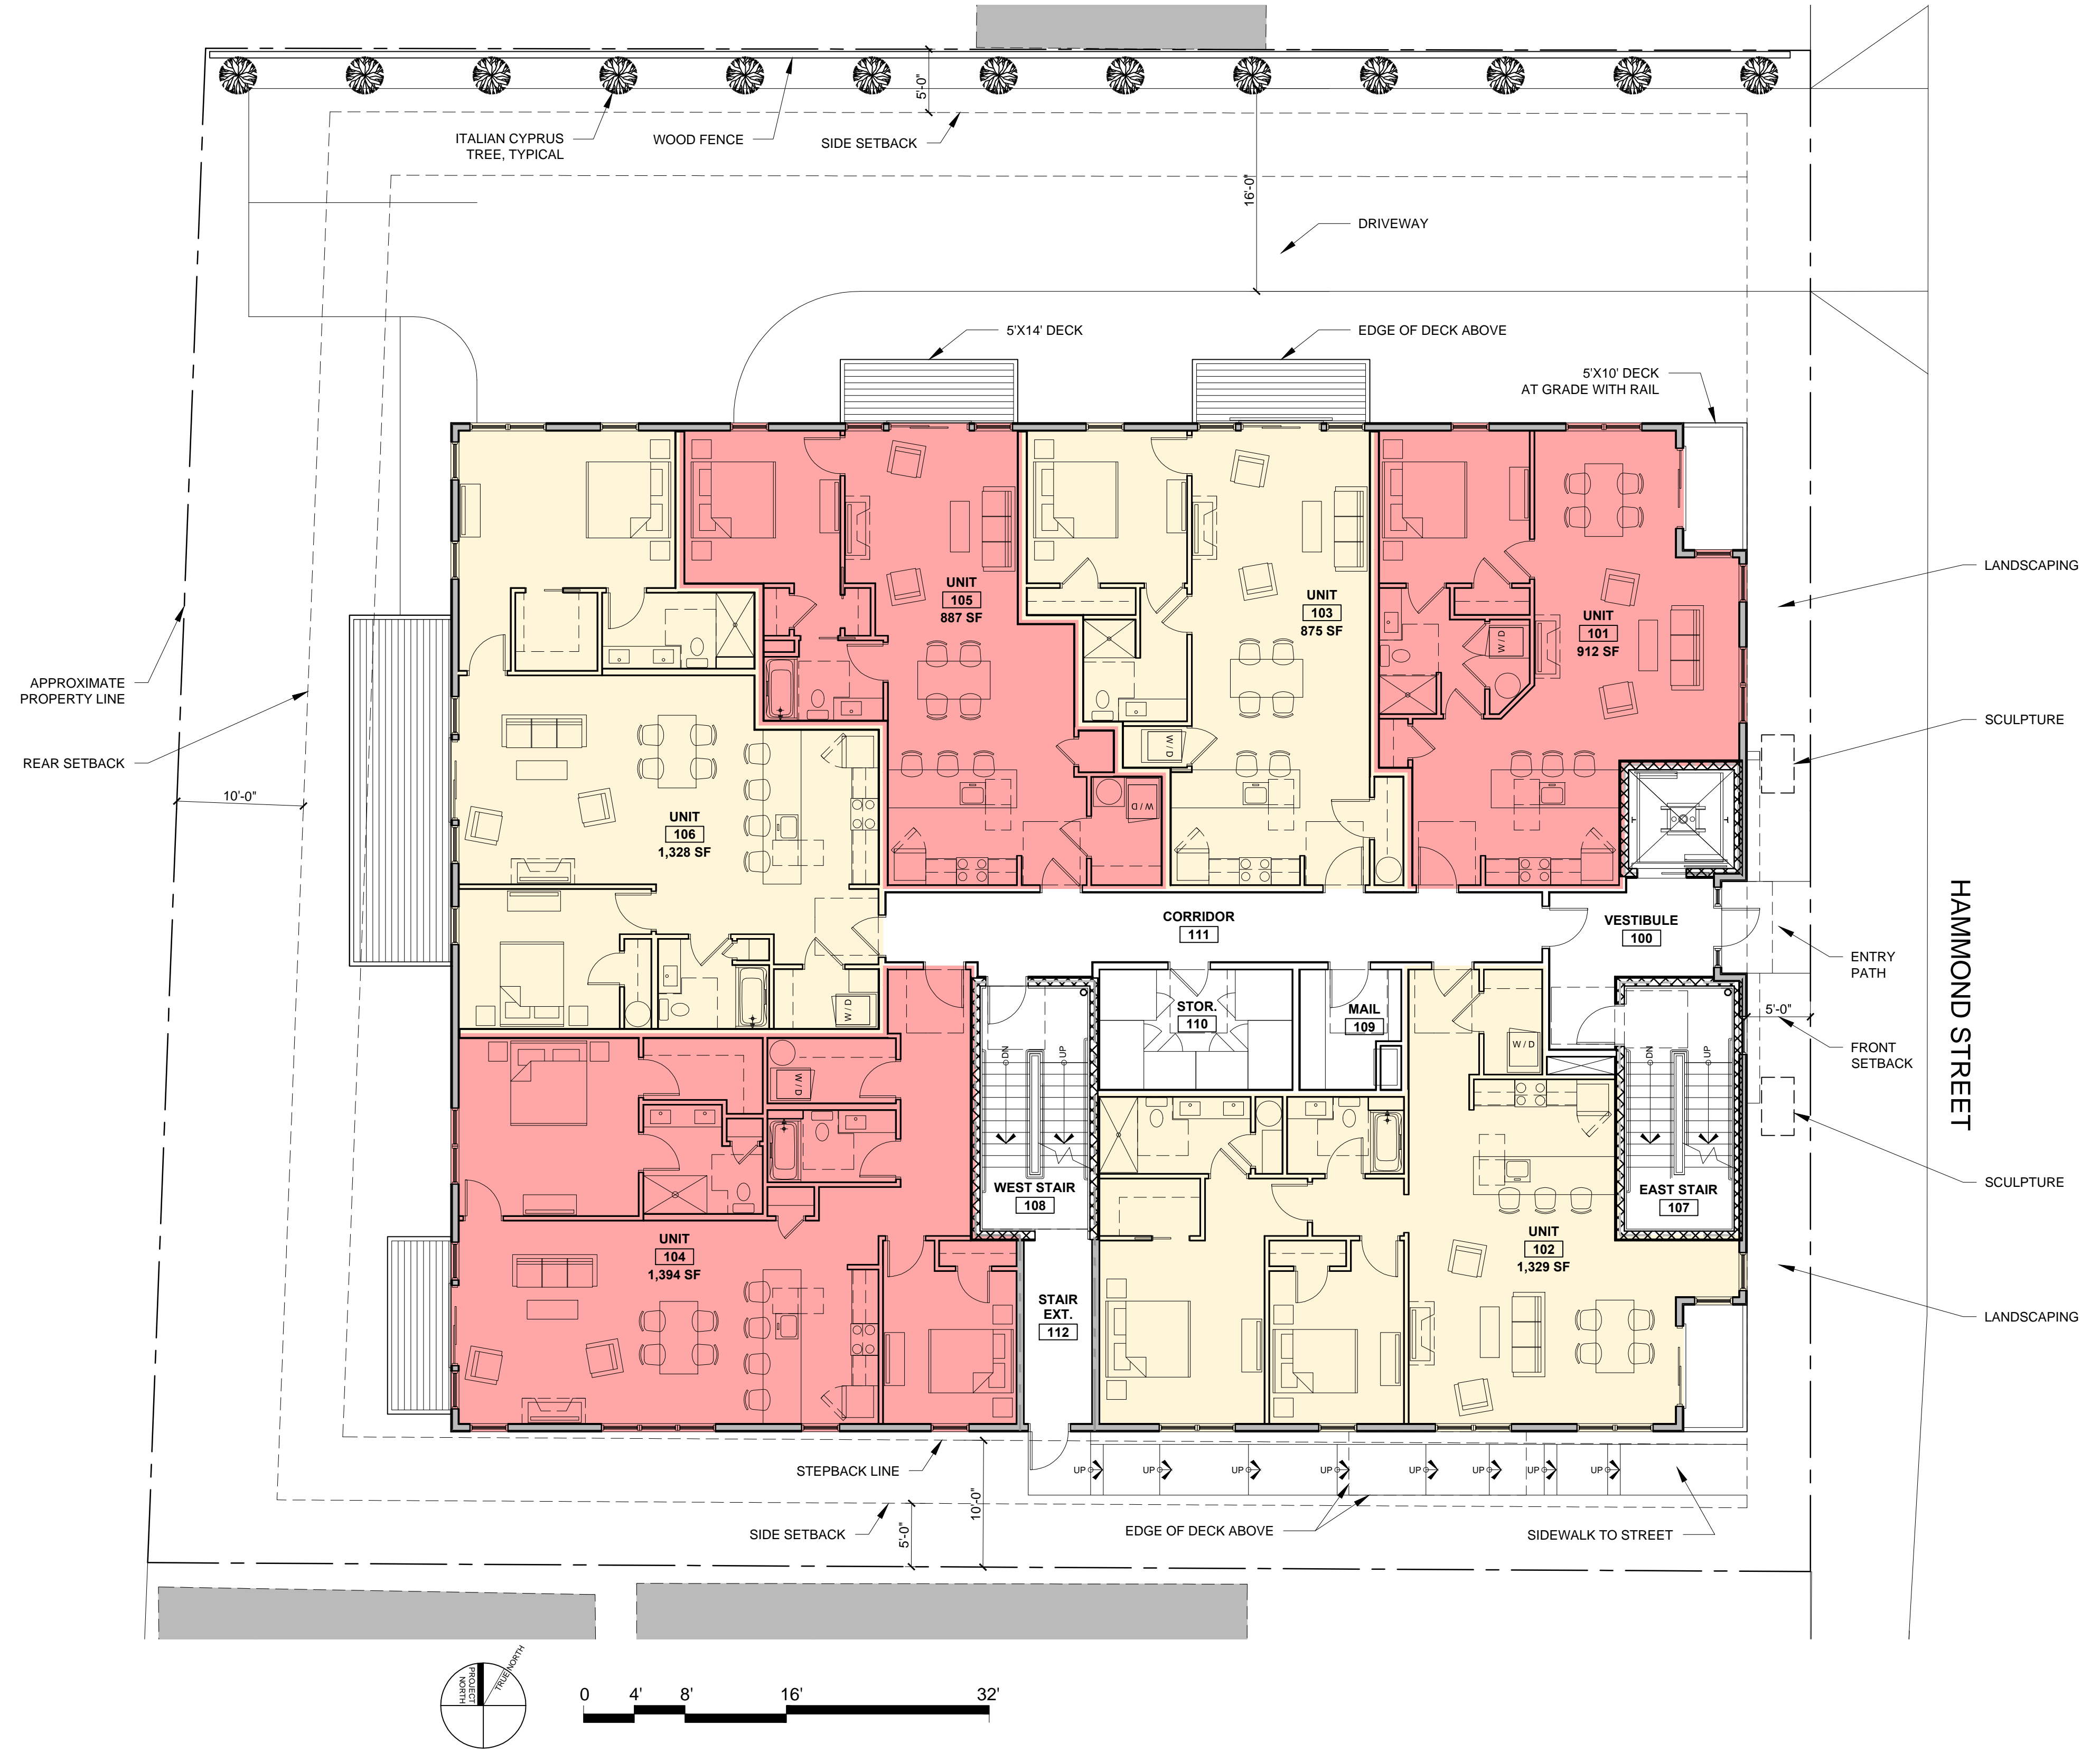 5'-0"
ITALIAN CYPRUS
TREE, TYPICAL
WOOD FENCE
SIDE SETBACK
16'-0"
DRIVEWAY
5'X14' DECK
EDGE OF DECK ABOVE
5'X10' DECK
AT GRADE WITH RAIL
LANDSCAPING
UNIT
105
887 SF
UNIT
103
875 SF
UNIT
101
912 SF
W / D
APPROXIMATE
PROPERTY LINE
SCULPTURE
REAR SETBACK
W / D
W / D
10'-0"
UNIT
106
1,328 SF
HAMMOND STREET
CORRIDOR
111
VESTIBULE
100
ENTRY
PATH
W / D
STOR.
110
MAIL
109
5'-0"
W / D
FRONT
SETBACK
DN
UP
DN
UP
W / D
SCULPTURE
WEST STAIR
108
EAST STAIR
107
UNIT
104
1,394 SF
UNIT
102
1,329 SF
STAIR
EXT.
112
LANDSCAPING
STEPBACK LINE
UP
UP
UP
UP
UP
UP
UP
UP
10'-0"
SIDE SETBACK
5'-0"
EDGE OF DECK ABOVE
SIDEWALK TO STREET
PROJECT
NORTH
TRUE NORTH
0 4' 8' 16' 32'